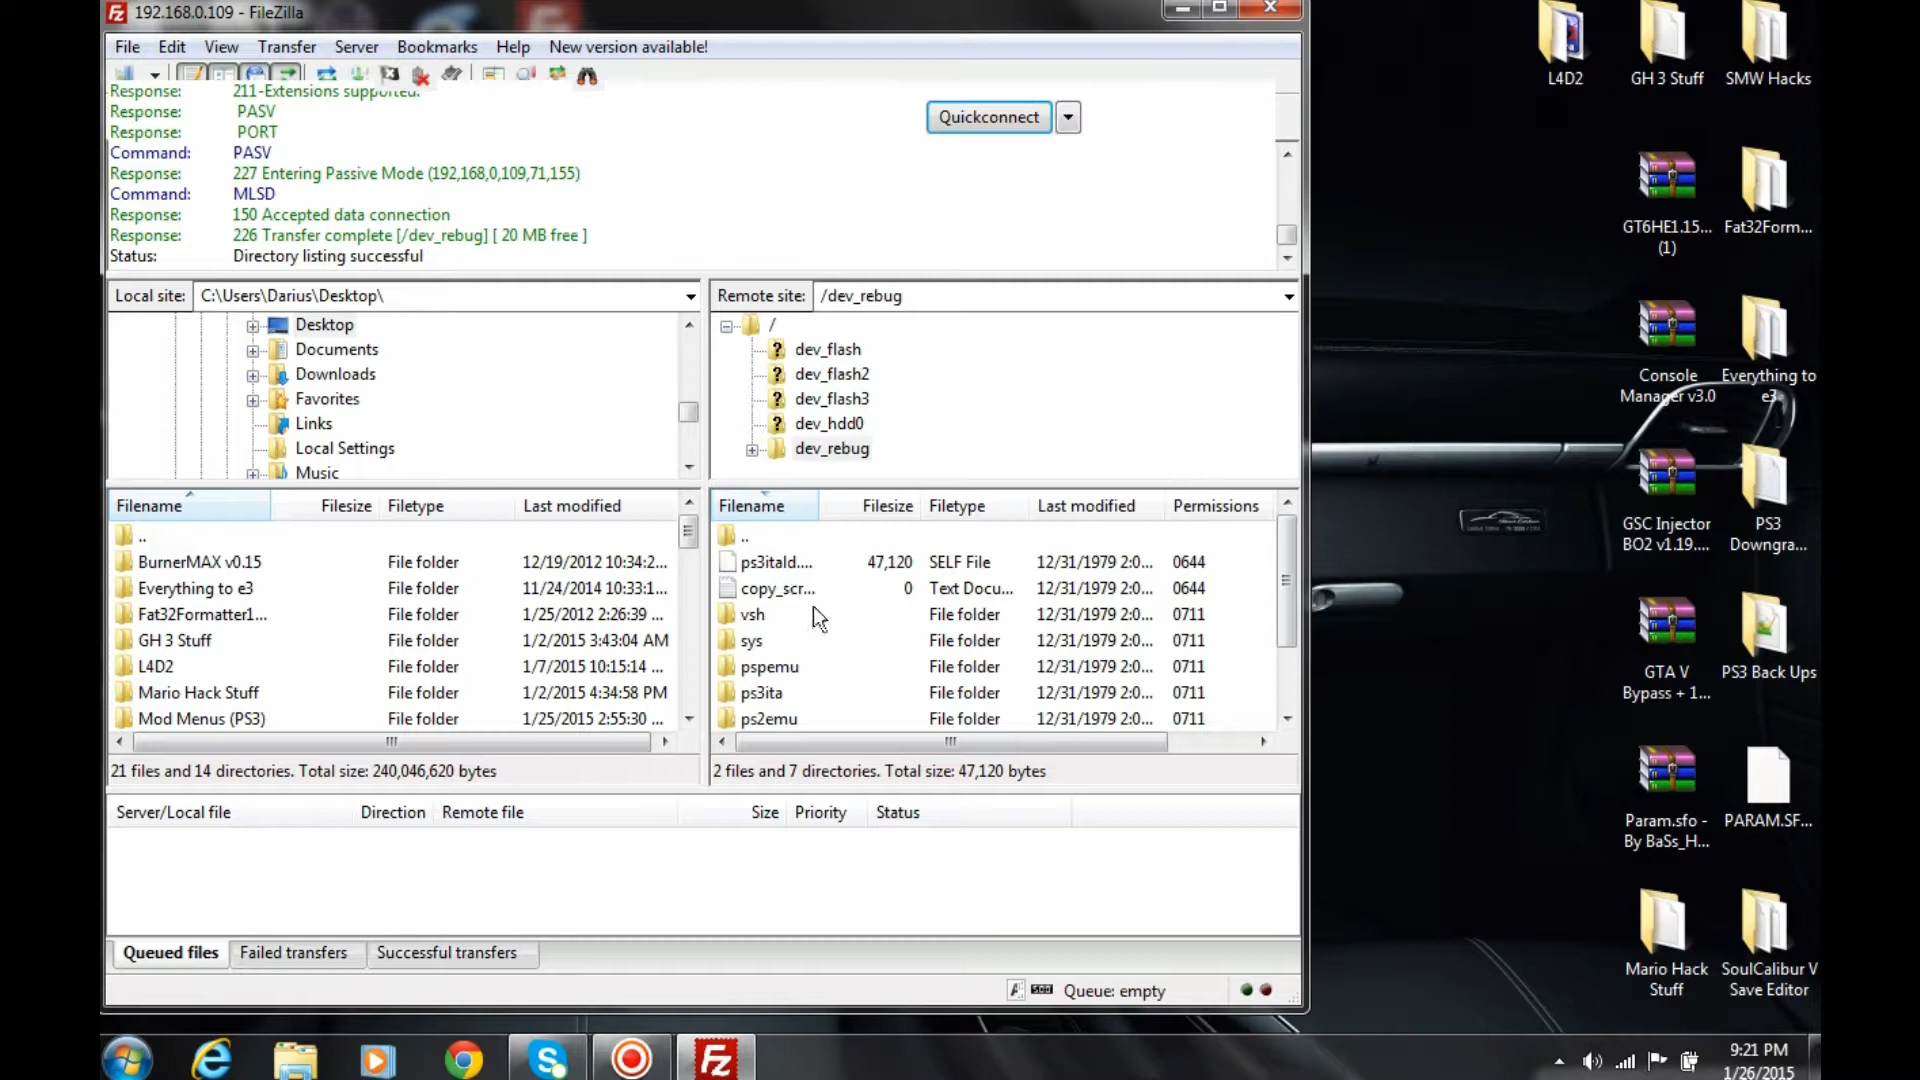 192.168.0.109 - FileZilla
File Edit View Transfer Server Bookmarks Help New version available!
Response: 211-Extensions supported:
Response: PASV
Response: PORT
Command: PASV
Response: 227 Entering Passive Mode (192,168,0,109,71,155)
Command: MLSD
Response: 150 Accepted data connection
Response: 226 Transfer complete [/dev_rebug] [ 20 MB free ]
Status: Directory listing successful
Quickconnect
Local site: C:\Users\Darius\Desktop\
Desktop
Documents
Downloads
Favorites
Links
Local Settings
Music
Remote site: /dev_rebug
/
dev_flash
dev_flash2
dev_flash3
dev_hdd0
dev_rebug
Filename Filesize Filetype Last modified
..
BurnerMAX v0.15 File folder 12/19/2012 10:34:2...
Everything to e3 File folder 11/24/2014 10:33:1...
Fat32Formatter1... File folder 1/25/2012 2:26:39 ...
GH 3 Stuff File folder 1/2/2015 3:43:04 AM
L4D2 File folder 1/7/2015 10:15:14 ...
Mario Hack Stuff File folder 1/2/2015 4:34:58 PM
Mod Menus (PS3) File folder 1/25/2015 2:55:30 ...
21 files and 14 directories. Total size: 240,046,620 bytes
Filename Filesize Filetype Last modified Permissions
..
ps3itald.... 47,120 SELF File 12/31/1979 2:0... 0644
copy_scr... 0 Text Docu... 12/31/1979 2:0... 0644
vsh File folder 12/31/1979 2:0... 0711
sys File folder 12/31/1979 2:0... 0711
pspemu File folder 12/31/1979 2:0... 0711
ps3ita File folder 12/31/1979 2:0... 0711
ps2emu File folder 12/31/1979 2:0... 0711
2 files and 7 directories. Total size: 47,120 bytes
Server/Local file Direction Remote file Size Priority Status
Queued files Failed transfers Successful transfers
Queue: empty
L4D2
GH 3 Stuff
SMW Hacks
GT6HE1.15...
(1)
Fat32Form...
Console
Manager v3.0
Everything to
e3
GSC Injector
BO2 v1.19....
PS3
Downgra...
GTA V
Bypass + 1...
PS3 Back Ups
Param.sfo -
By BaSs_H...
PARAM.SF...
Mario Hack
Stuff
SoulCalibur V
Save Editor
9:21 PM
1/26/2015